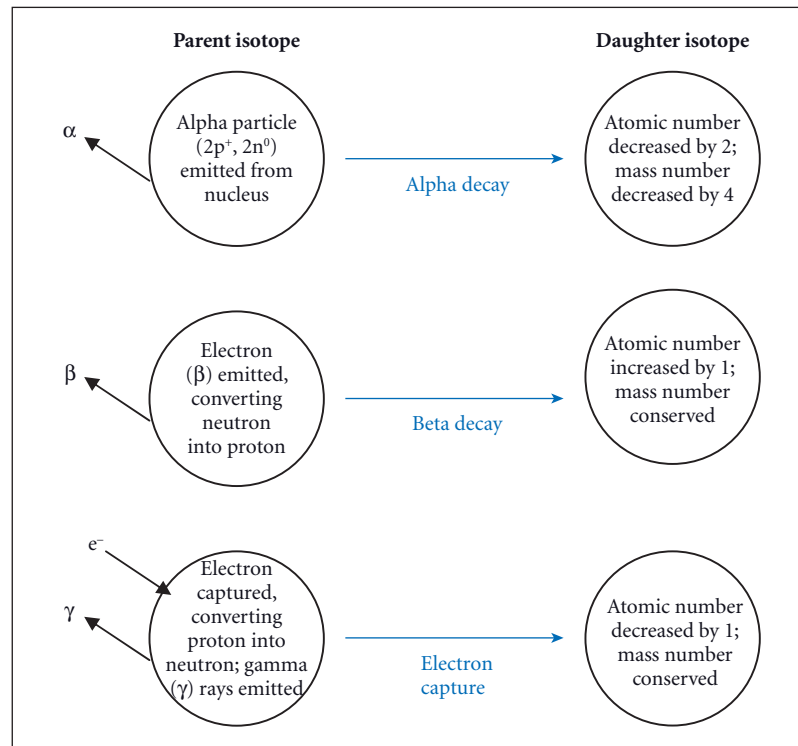 Parent isotope
Daughter isotope
α
Alpha particle
(2p⁺, 2n⁰)
emitted from
nucleus
Alpha decay
Atomic number
decreased by 2;
mass number
decreased by 4
β
Electron
(β) emitted,
converting
neutron
into proton
Beta decay
Atomic number
increased by 1;
mass number
conserved
e⁻
γ
Electron
captured,
converting
proton into
neutron; gamma
(γ) rays emitted
Electron
capture
Atomic number
decreased by 1;
mass number
conserved